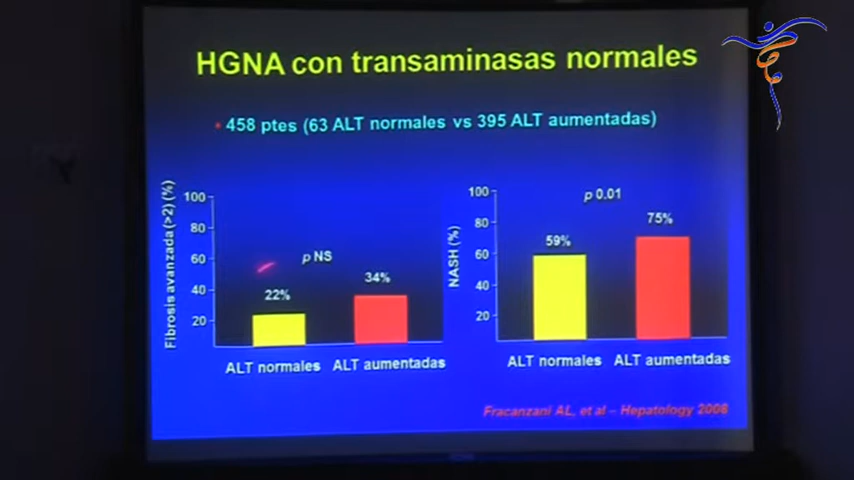 HGNA con transaminasas normales
• 458 ptes (63 ALT normales vs 395 ALT aumentadas)
Fibrosis avanzada (>2) (%)
100
80
60
40
20
p NS
22%
34%
ALT normales
ALT aumentadas
NASH (%)
100
80
60
40
20
p 0.01
59%
75%
ALT normales
ALT aumentadas
Fracanzani AL, et al – Hepatology 2008